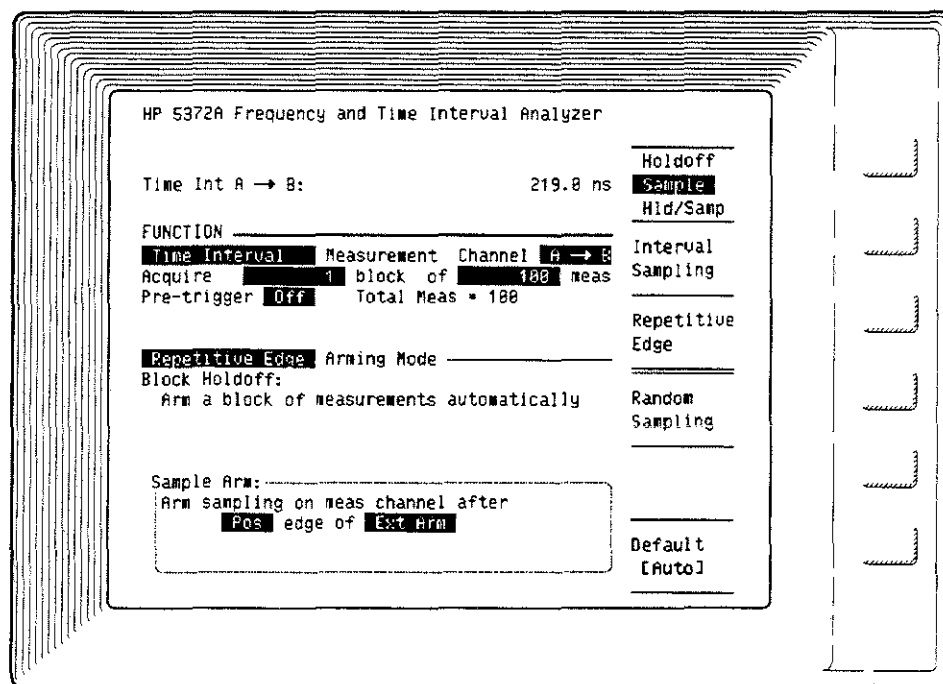 HP 5372A Frequency and Time Interval Analyzer
Time Int A → B: 219.8 ns
FUNCTION
Time Interval Measurement Channel A → B
Acquire 1 block of 100 meas
Pre-trigger Off Total Meas = 100
Repetitive Edge Arming Mode
Block Holdoff:
Arm a block of measurements automatically
Sample Arm:
Arm sampling on meas channel after
Pos edge of Ext Arm
Holdoff
Sample
Hld/Samp
Interval
Sampling
Repetitive
Edge
Random
Sampling
Default
[Auto]